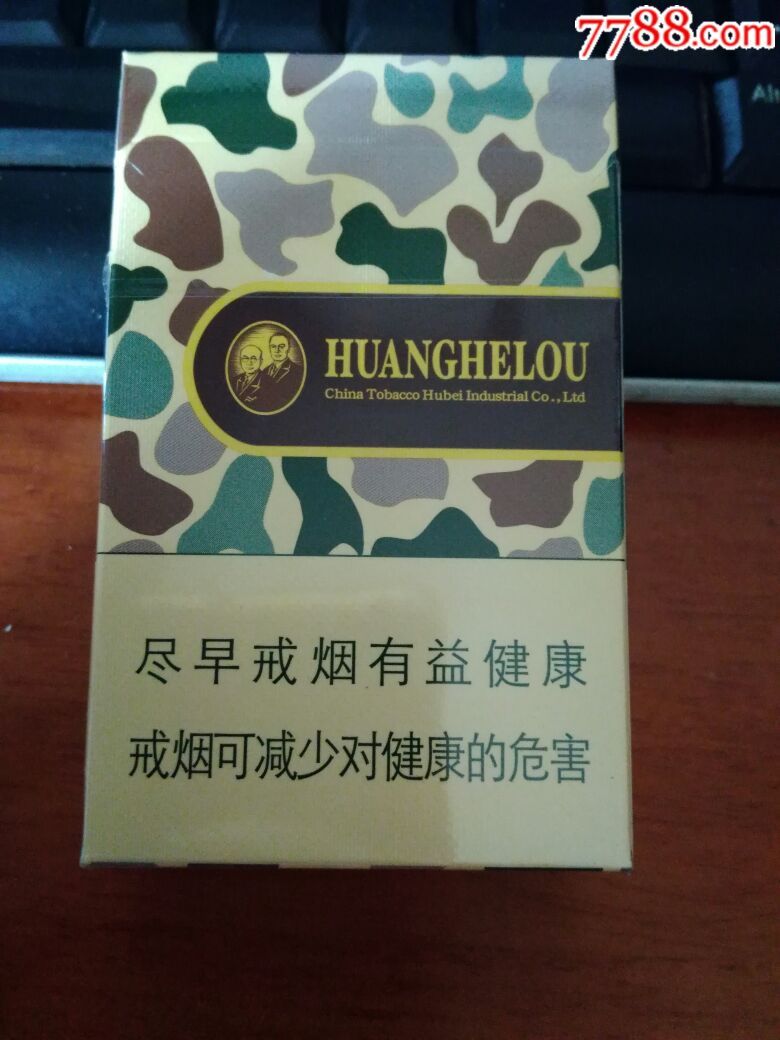 7788.com
Alt
HUANGHELOU
China Tobacco Hubei Industrial Co.,Ltd
尽早戒烟有益健康
戒烟可减少对健康的危害